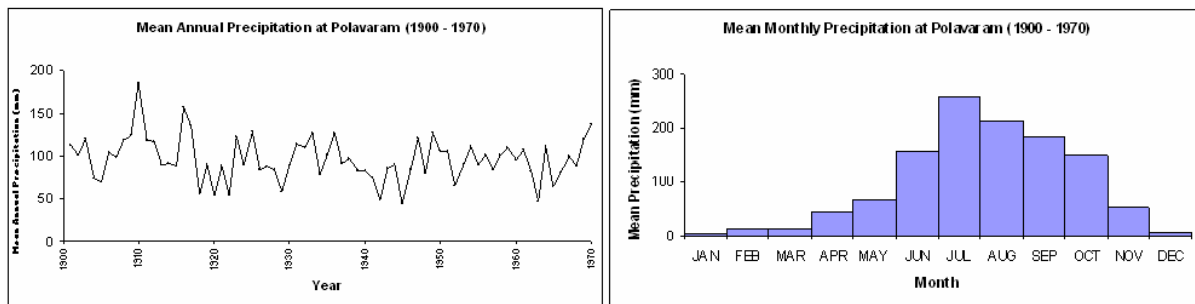 Mean Annual Precipitation at Polavaram (1900 - 1970)
Mean Annual Precipitation (mm)
200
150
100
50
0
1900
1910
1920
1930
1940
1950
1960
1970
Year
Mean Monthly Precipitation at Polavaram (1900 - 1970)
Mean Precipitation (mm)
300
200
100
0
JAN FEB MAR APR MAY JUN JUL AUG SEP OCT NOV DEC
Month